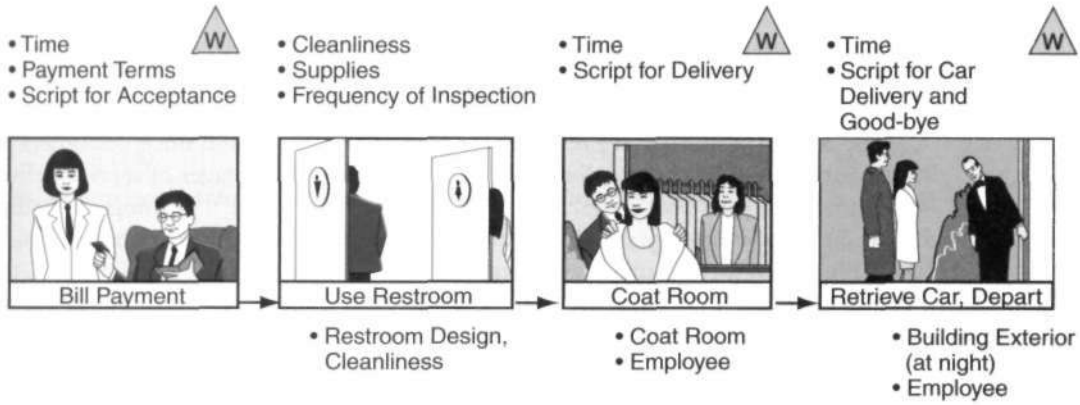 W
• Time
• Payment Terms
• Script for Acceptance
• Cleanliness
• Supplies
• Frequency of Inspection
W
• Time
• Script for Delivery
W
• Time
• Script for Car
Delivery and
Good-bye
Bill Payment
Use Restroom
Coat Room
Retrieve Car, Depart
• Restroom Design,
Cleanliness
• Coat Room
• Employee
• Building Exterior
(at night)
• Employee